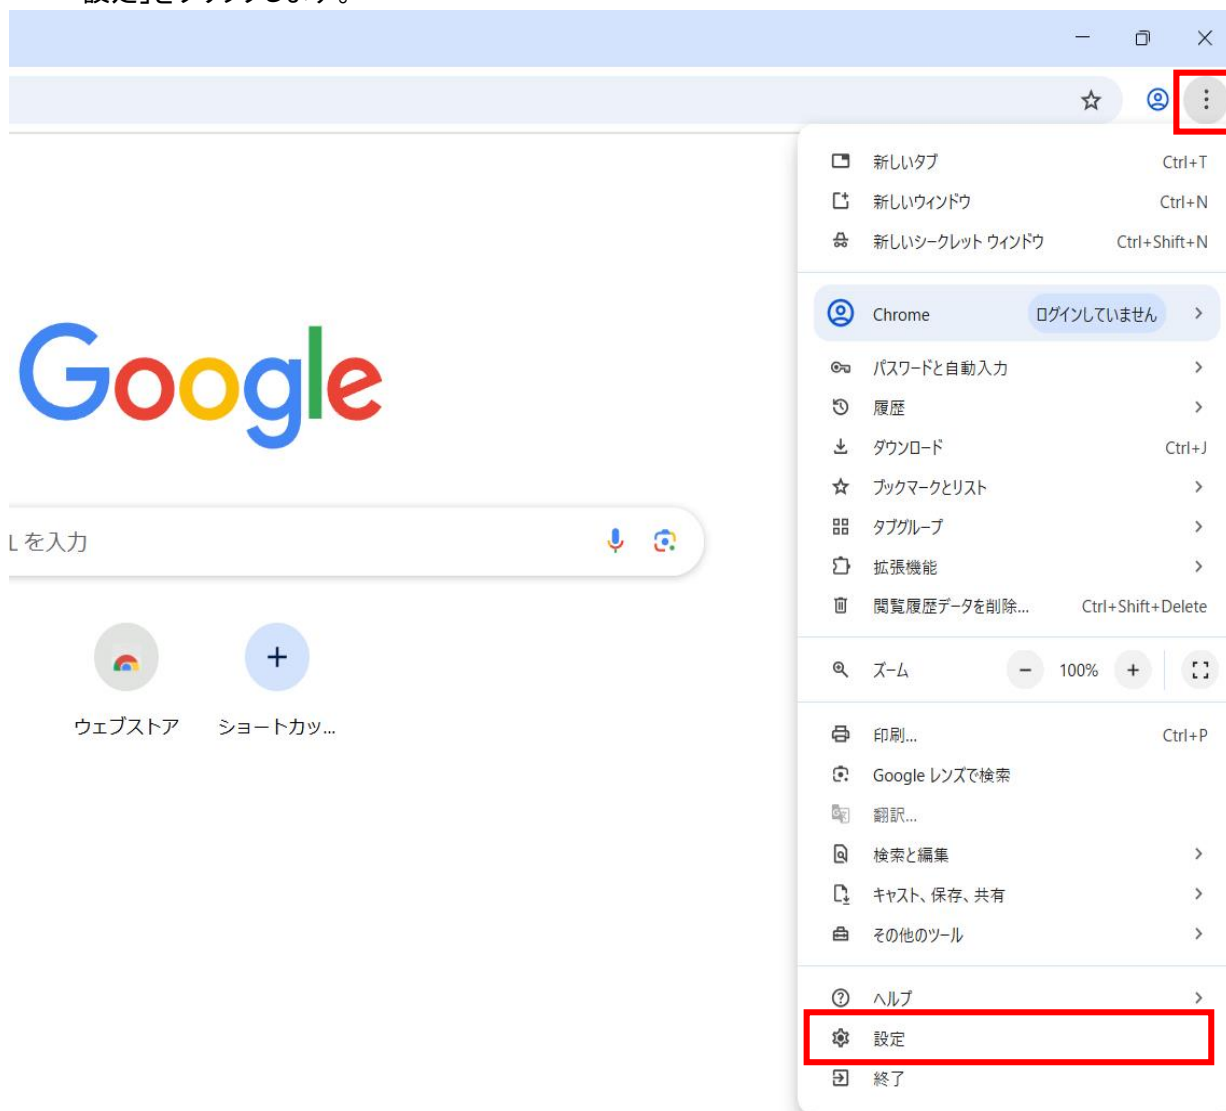 設定」をクリックします。
新しいタブ Ctrl+T
新しいウィンドウ Ctrl+N
新しいシークレット ウィンドウ Ctrl+Shift+N
Chrome ログインしていません
Google
パスワードと自動入力
履歴
ダウンロード Ctrl+J
ブックマークとリスト
タブグループ
L を入力
拡張機能
閲覧履歴データを削除... Ctrl+Shift+Delete
ズーム － 100% +
ウェブストア ショートカッ...
印刷... Ctrl+P
Google レンズで検索
翻訳...
検索と編集
キャスト、保存、共有
その他のツール
ヘルプ
設定
終了